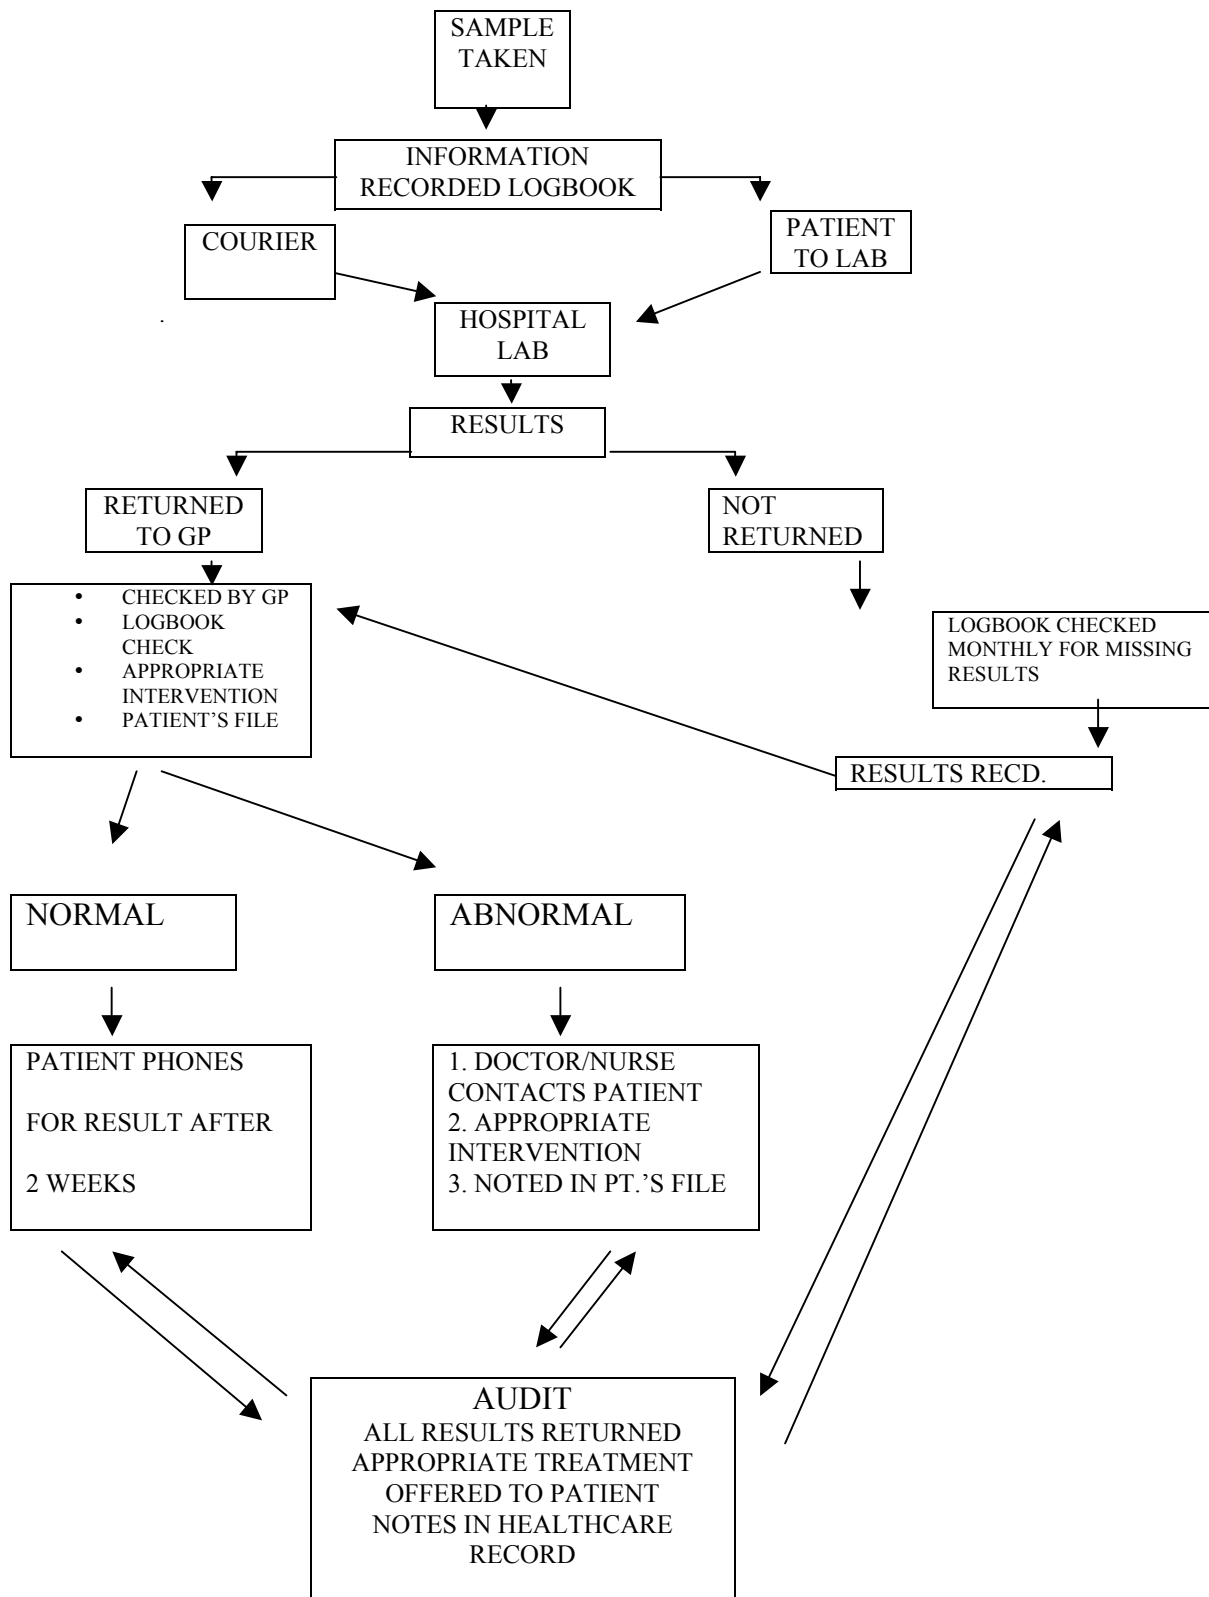 SAMPLE
TAKEN
INFORMATION
RECORDED LOGBOOK
COURIER
PATIENT
TO LAB
HOSPITAL
LAB
RESULTS
RETURNED
TO GP
NOT
RETURNED
• CHECKED BY GP
• LOGBOOK
CHECK
• APPROPRIATE
INTERVENTION
• PATIENT’S FILE
LOGBOOK CHECKED
MONTHLY FOR MISSING
RESULTS
RESULTS RECD.
NORMAL
ABNORMAL
PATIENT PHONES
FOR RESULT AFTER
2 WEEKS
1. DOCTOR/NURSE
CONTACTS PATIENT
2. APPROPRIATE
INTERVENTION
3. NOTED IN PT.’S FILE
AUDIT
ALL RESULTS RETURNED
APPROPRIATE TREATMENT
OFFERED TO PATIENT
NOTES IN HEALTHCARE
RECORD